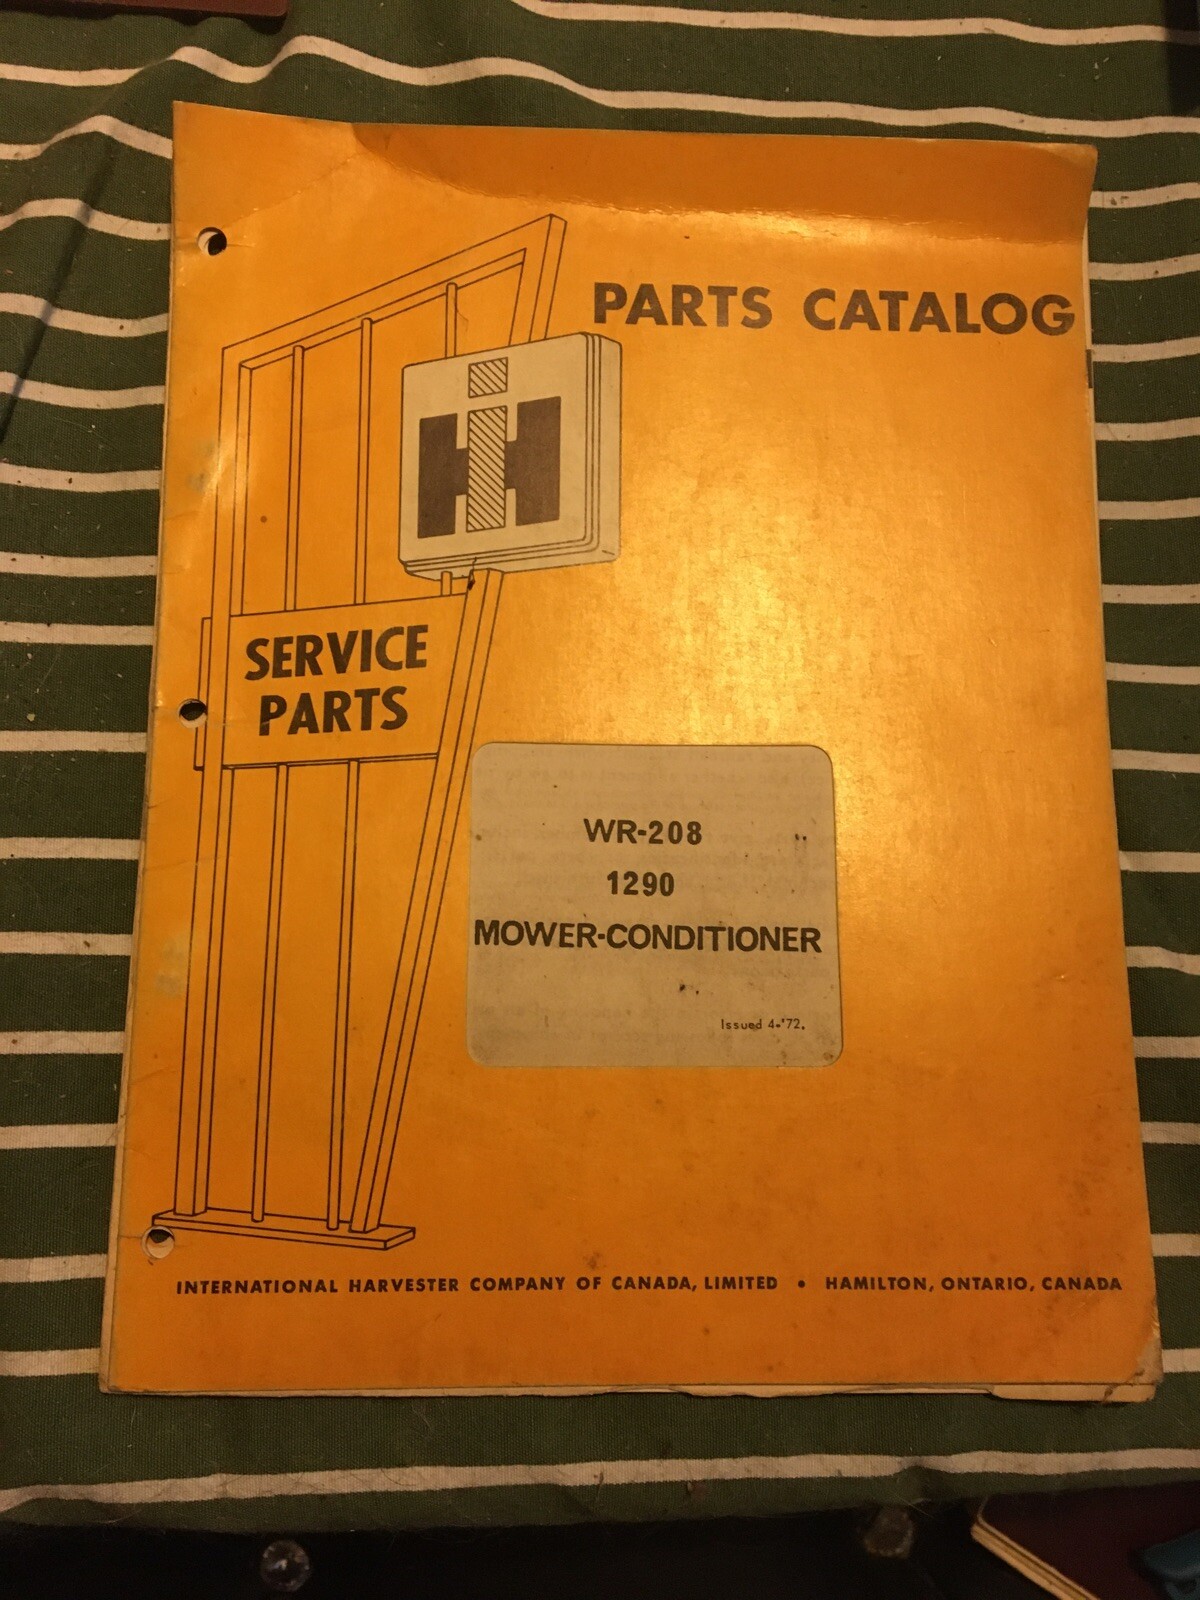 PARTS CATALOG
IH
SERVICE
PARTS
WR-208
1290
MOWER-CONDITIONER
Issued 4-'72.
INTERNATIONAL HARVESTER COMPANY OF CANADA, LIMITED • HAMILTON, ONTARIO, CANADA